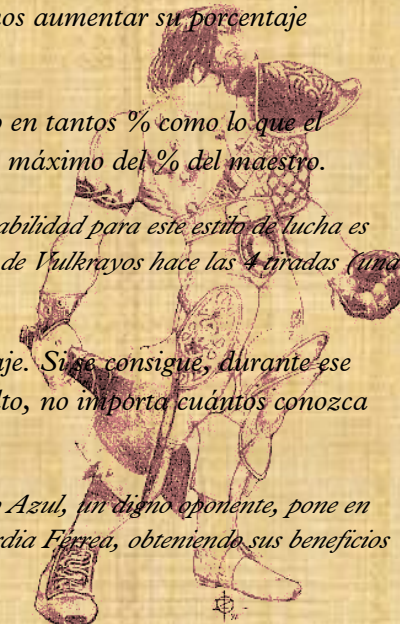 os aumentar su porcentaje
en tantos % como lo que el
máximo del % del maestro.
abilidad para este estilo de lucha es
de Vulkrayos hace las 4 tiradas (una
aje. Si se consigue, durante ese
lto, no importa cuántos conozca
Azul, un digno oponente, pone en
rdia Ferrea, obteniendo sus beneficios